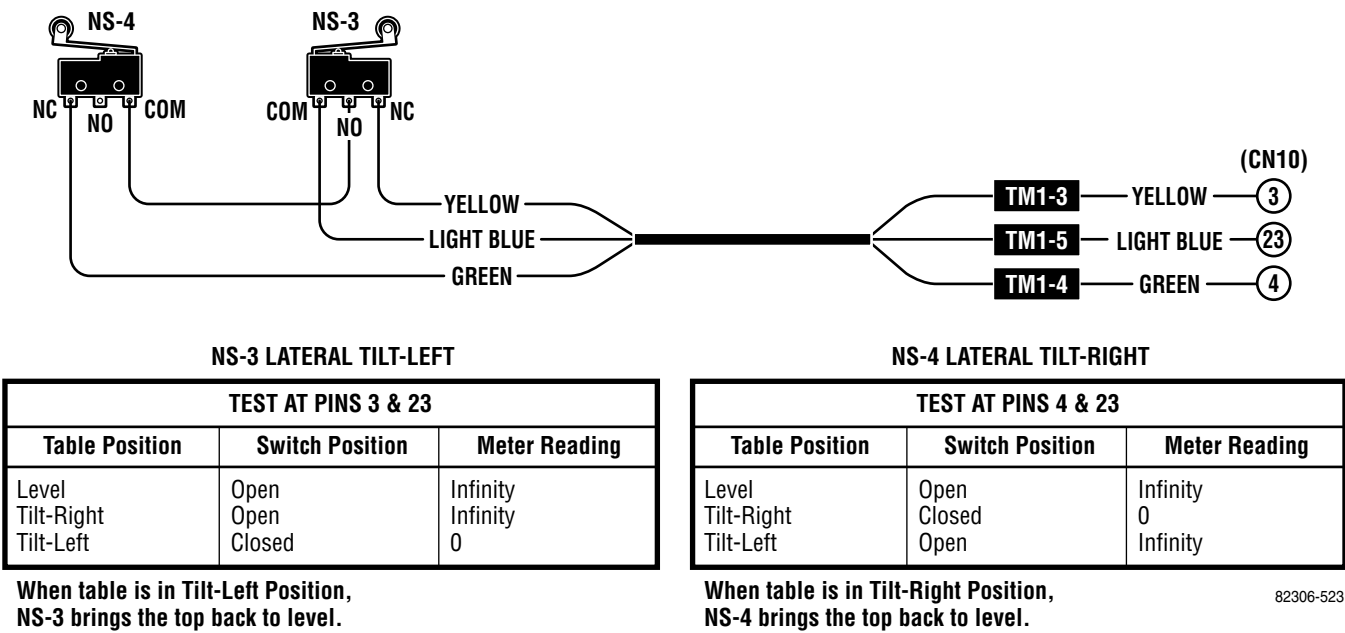 NS-4
NS-3
NC
NO
COM
COM
NO
NC
(CN10)
YELLOW
TM1-3
YELLOW
3
LIGHT BLUE
TM1-5
LIGHT BLUE
23
GREEN
TM1-4
GREEN
4
NS-3 LATERAL TILT-LEFT
TEST AT PINS 3 & 23
Table Position Switch Position Meter Reading
Level Open Infinity
Tilt-Right Open Infinity
Tilt-Left Closed 0
When table is in Tilt-Left Position,
NS-3 brings the top back to level.
NS-4 LATERAL TILT-RIGHT
TEST AT PINS 4 & 23
Table Position Switch Position Meter Reading
Level Open Infinity
Tilt-Right Closed 0
Tilt-Left Open Infinity
When table is in Tilt-Right Position,
NS-4 brings the top back to level.
82306-523